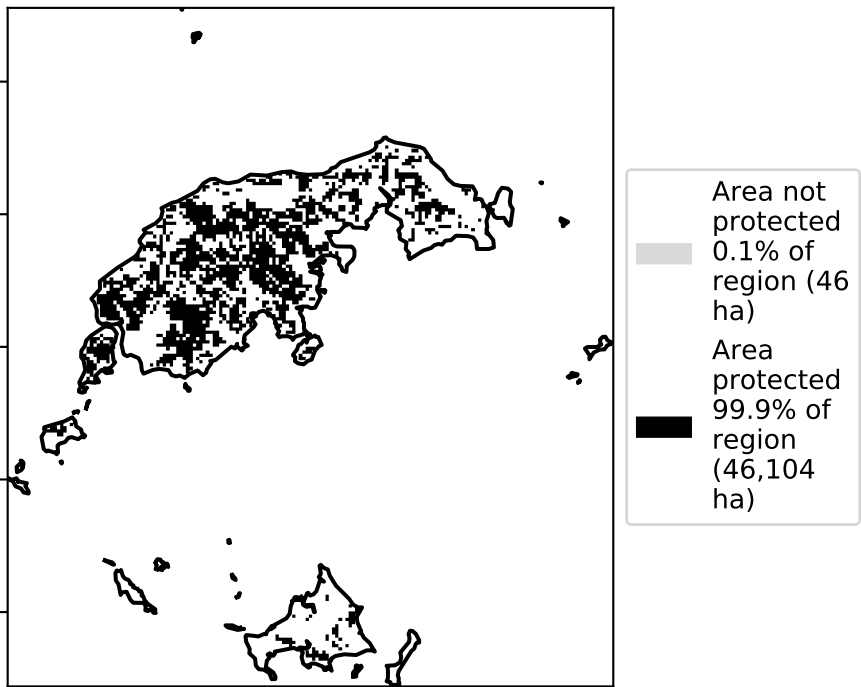 Area not
protected
0.1% of
region (46
ha)
Area
protected
99.9% of
region
(46,104
ha)